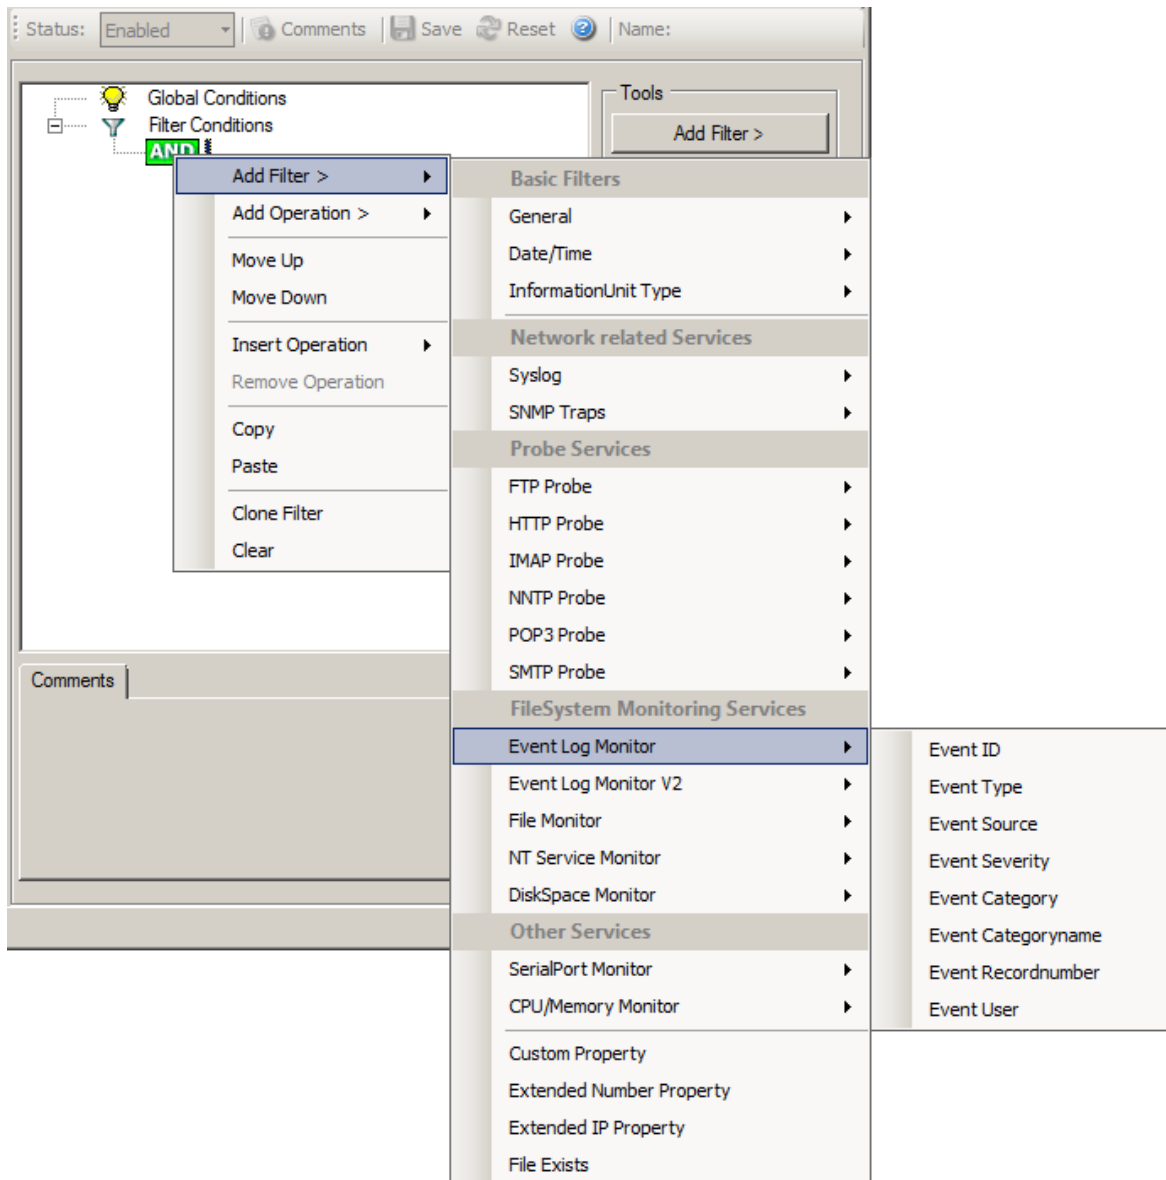 Status: Enabled Comments Save Reset Name:
Global Conditions
Filter Conditions
AND
Tools
Add Filter >
Add Filter >
Add Operation >
Move Up
Move Down
Insert Operation
Remove Operation
Copy
Paste
Clone Filter
Clear
Basic Filters
General
Date/Time
InformationUnit Type
Network related Services
Syslog
SNMP Traps
Probe Services
FTP Probe
HTTP Probe
IMAP Probe
NNTP Probe
POP3 Probe
SMTP Probe
FileSystem Monitoring Services
Event Log Monitor
Event Log Monitor V2
File Monitor
NT Service Monitor
DiskSpace Monitor
Other Services
SerialPort Monitor
CPU/Memory Monitor
Custom Property
Extended Number Property
Extended IP Property
File Exists
Event ID
Event Type
Event Source
Event Severity
Event Category
Event Categoryname
Event Recordnumber
Event User
Comments